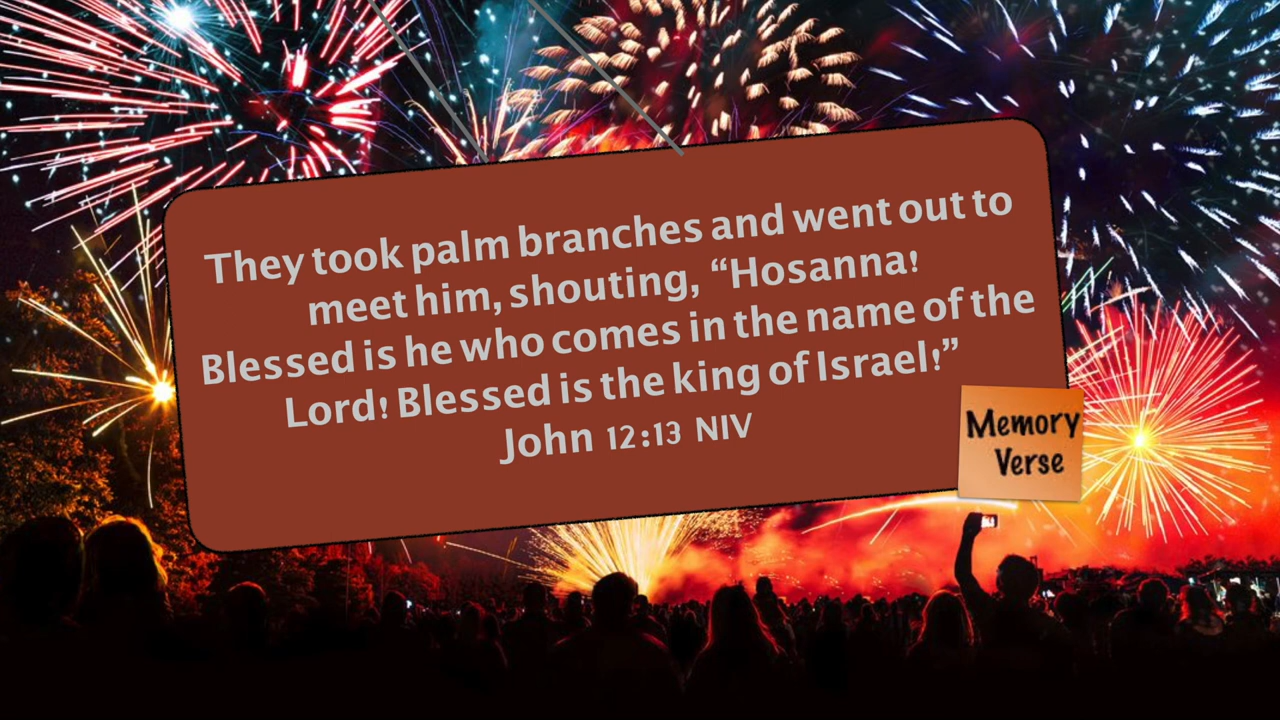 They took palm branches and went out to
meet him, shouting, “Hosanna!
Blessed is he who comes in the name of the
Lord! Blessed is the king of Israel!”
John 12:13 NIV
Memory
Verse